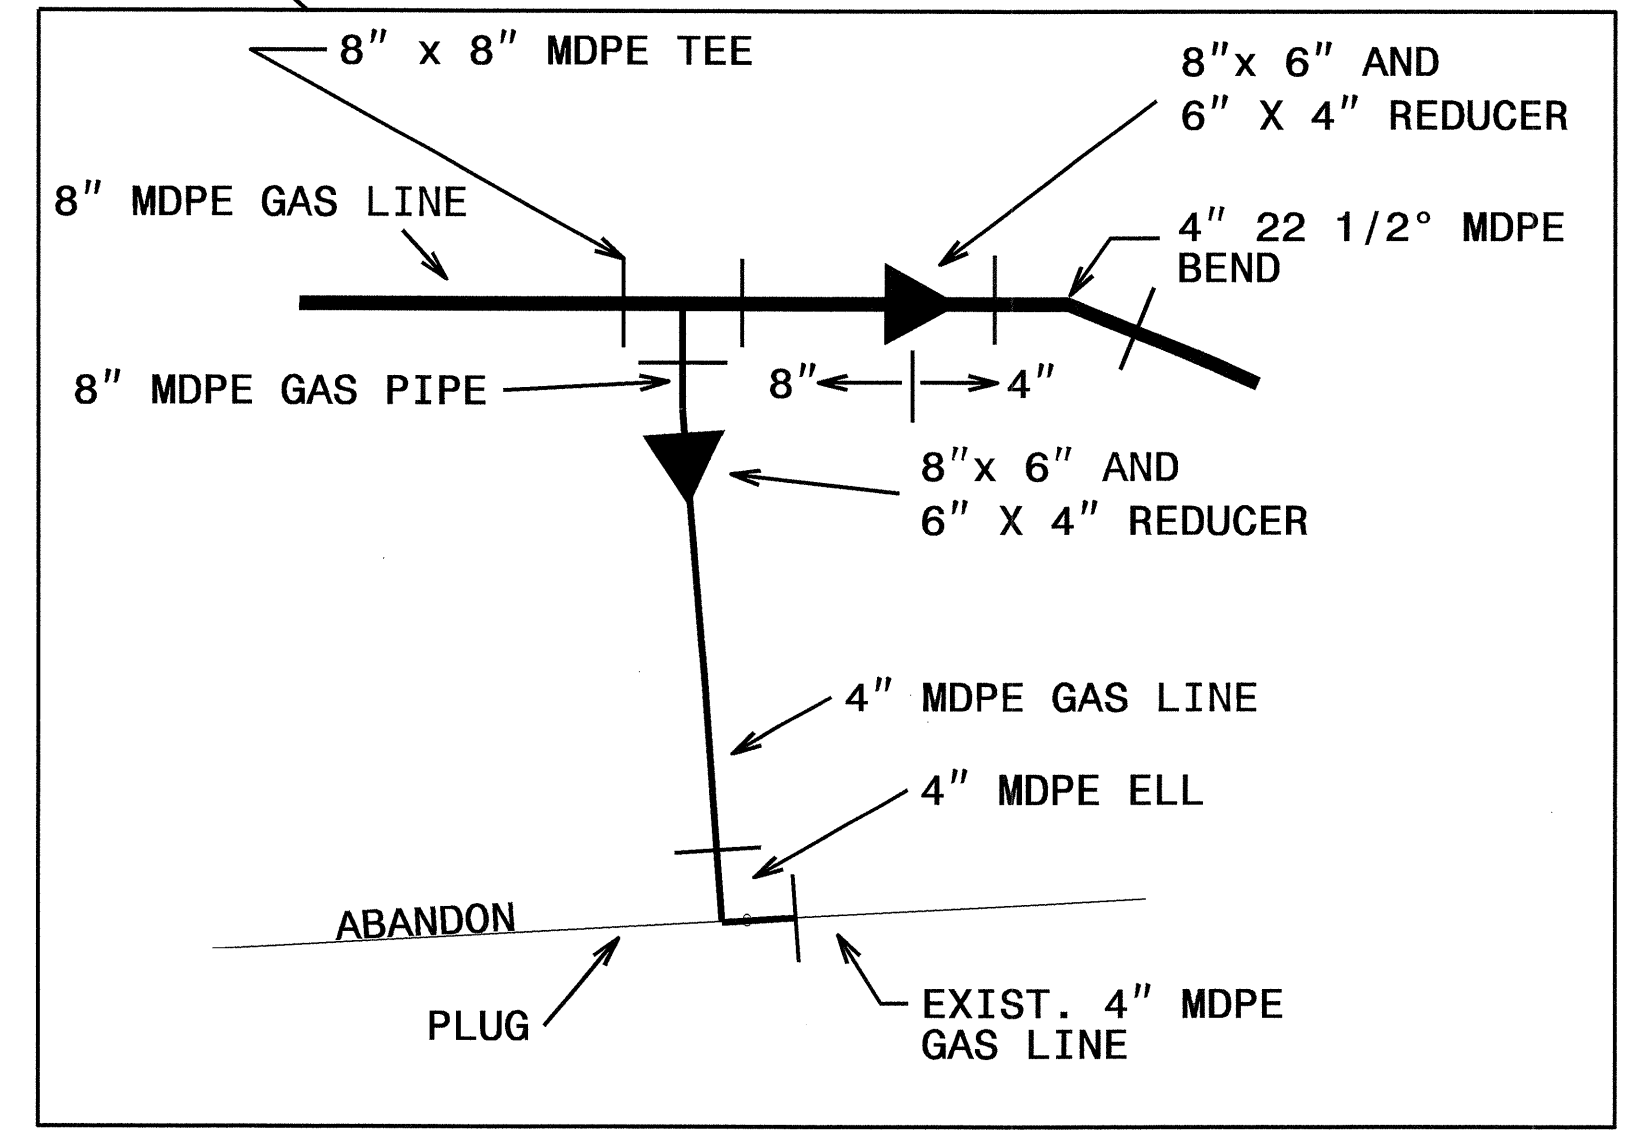 8" x 8" MDPE TEE
8"x 6" AND
6" X 4" REDUCER
8" MDPE GAS LINE
4" 22 1/2° MDPE
BEND
8" MDPE GAS PIPE
8" 4"
8"x 6" AND
6" X 4" REDUCER
4" MDPE GAS LINE
4" MDPE ELL
ABANDON
PLUG
EXIST. 4" MDPE
GAS LINE